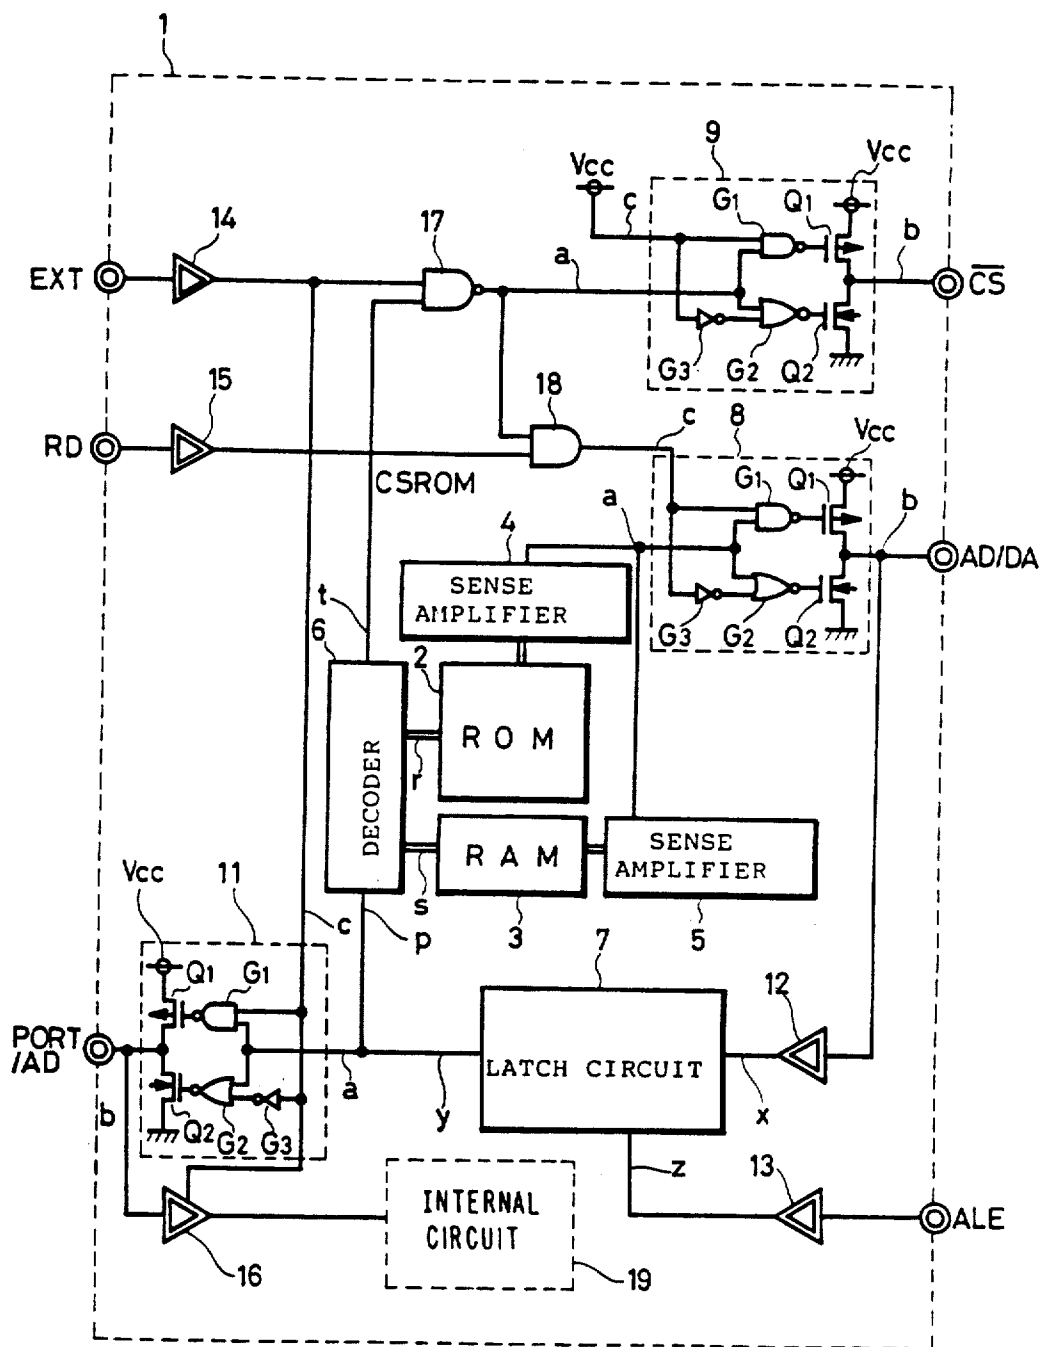 1
14
EXT
17
a
Vcc
c
9
G1
Q1
Vcc
b
CS
G3
G2
Q2
15
RD
18
CSROM
c
8
Vcc
G1
Q1
a
b
AD/DA
G3
G2
Q2
4
SENSE
AMPLIFIER
t
6
2
ROM
r
DECODER
RAM
s
3
SENSE
AMPLIFIER
5
p
Vcc
11
c
Q1
G1
PORT
/AD
b
Q2
G2
G3
a
y
7
LATCH CIRCUIT
x
12
z
13
ALE
16
INTERNAL
CIRCUIT
19